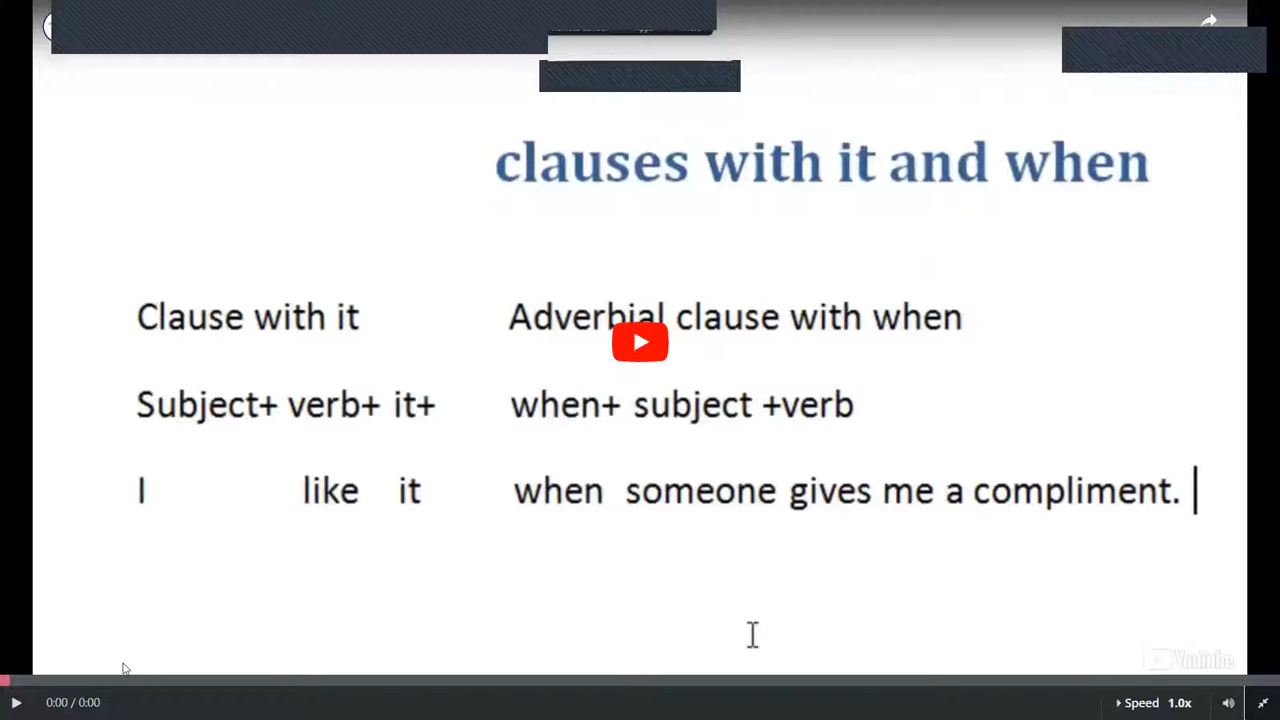 clauses with it and when
Clause with it Adverbial clause with when
Subject+ verb+ it+ when+ subject +verb
I like it when someone gives me a compliment.
YouTube
0:00 / 0:00 Speed 1.0x